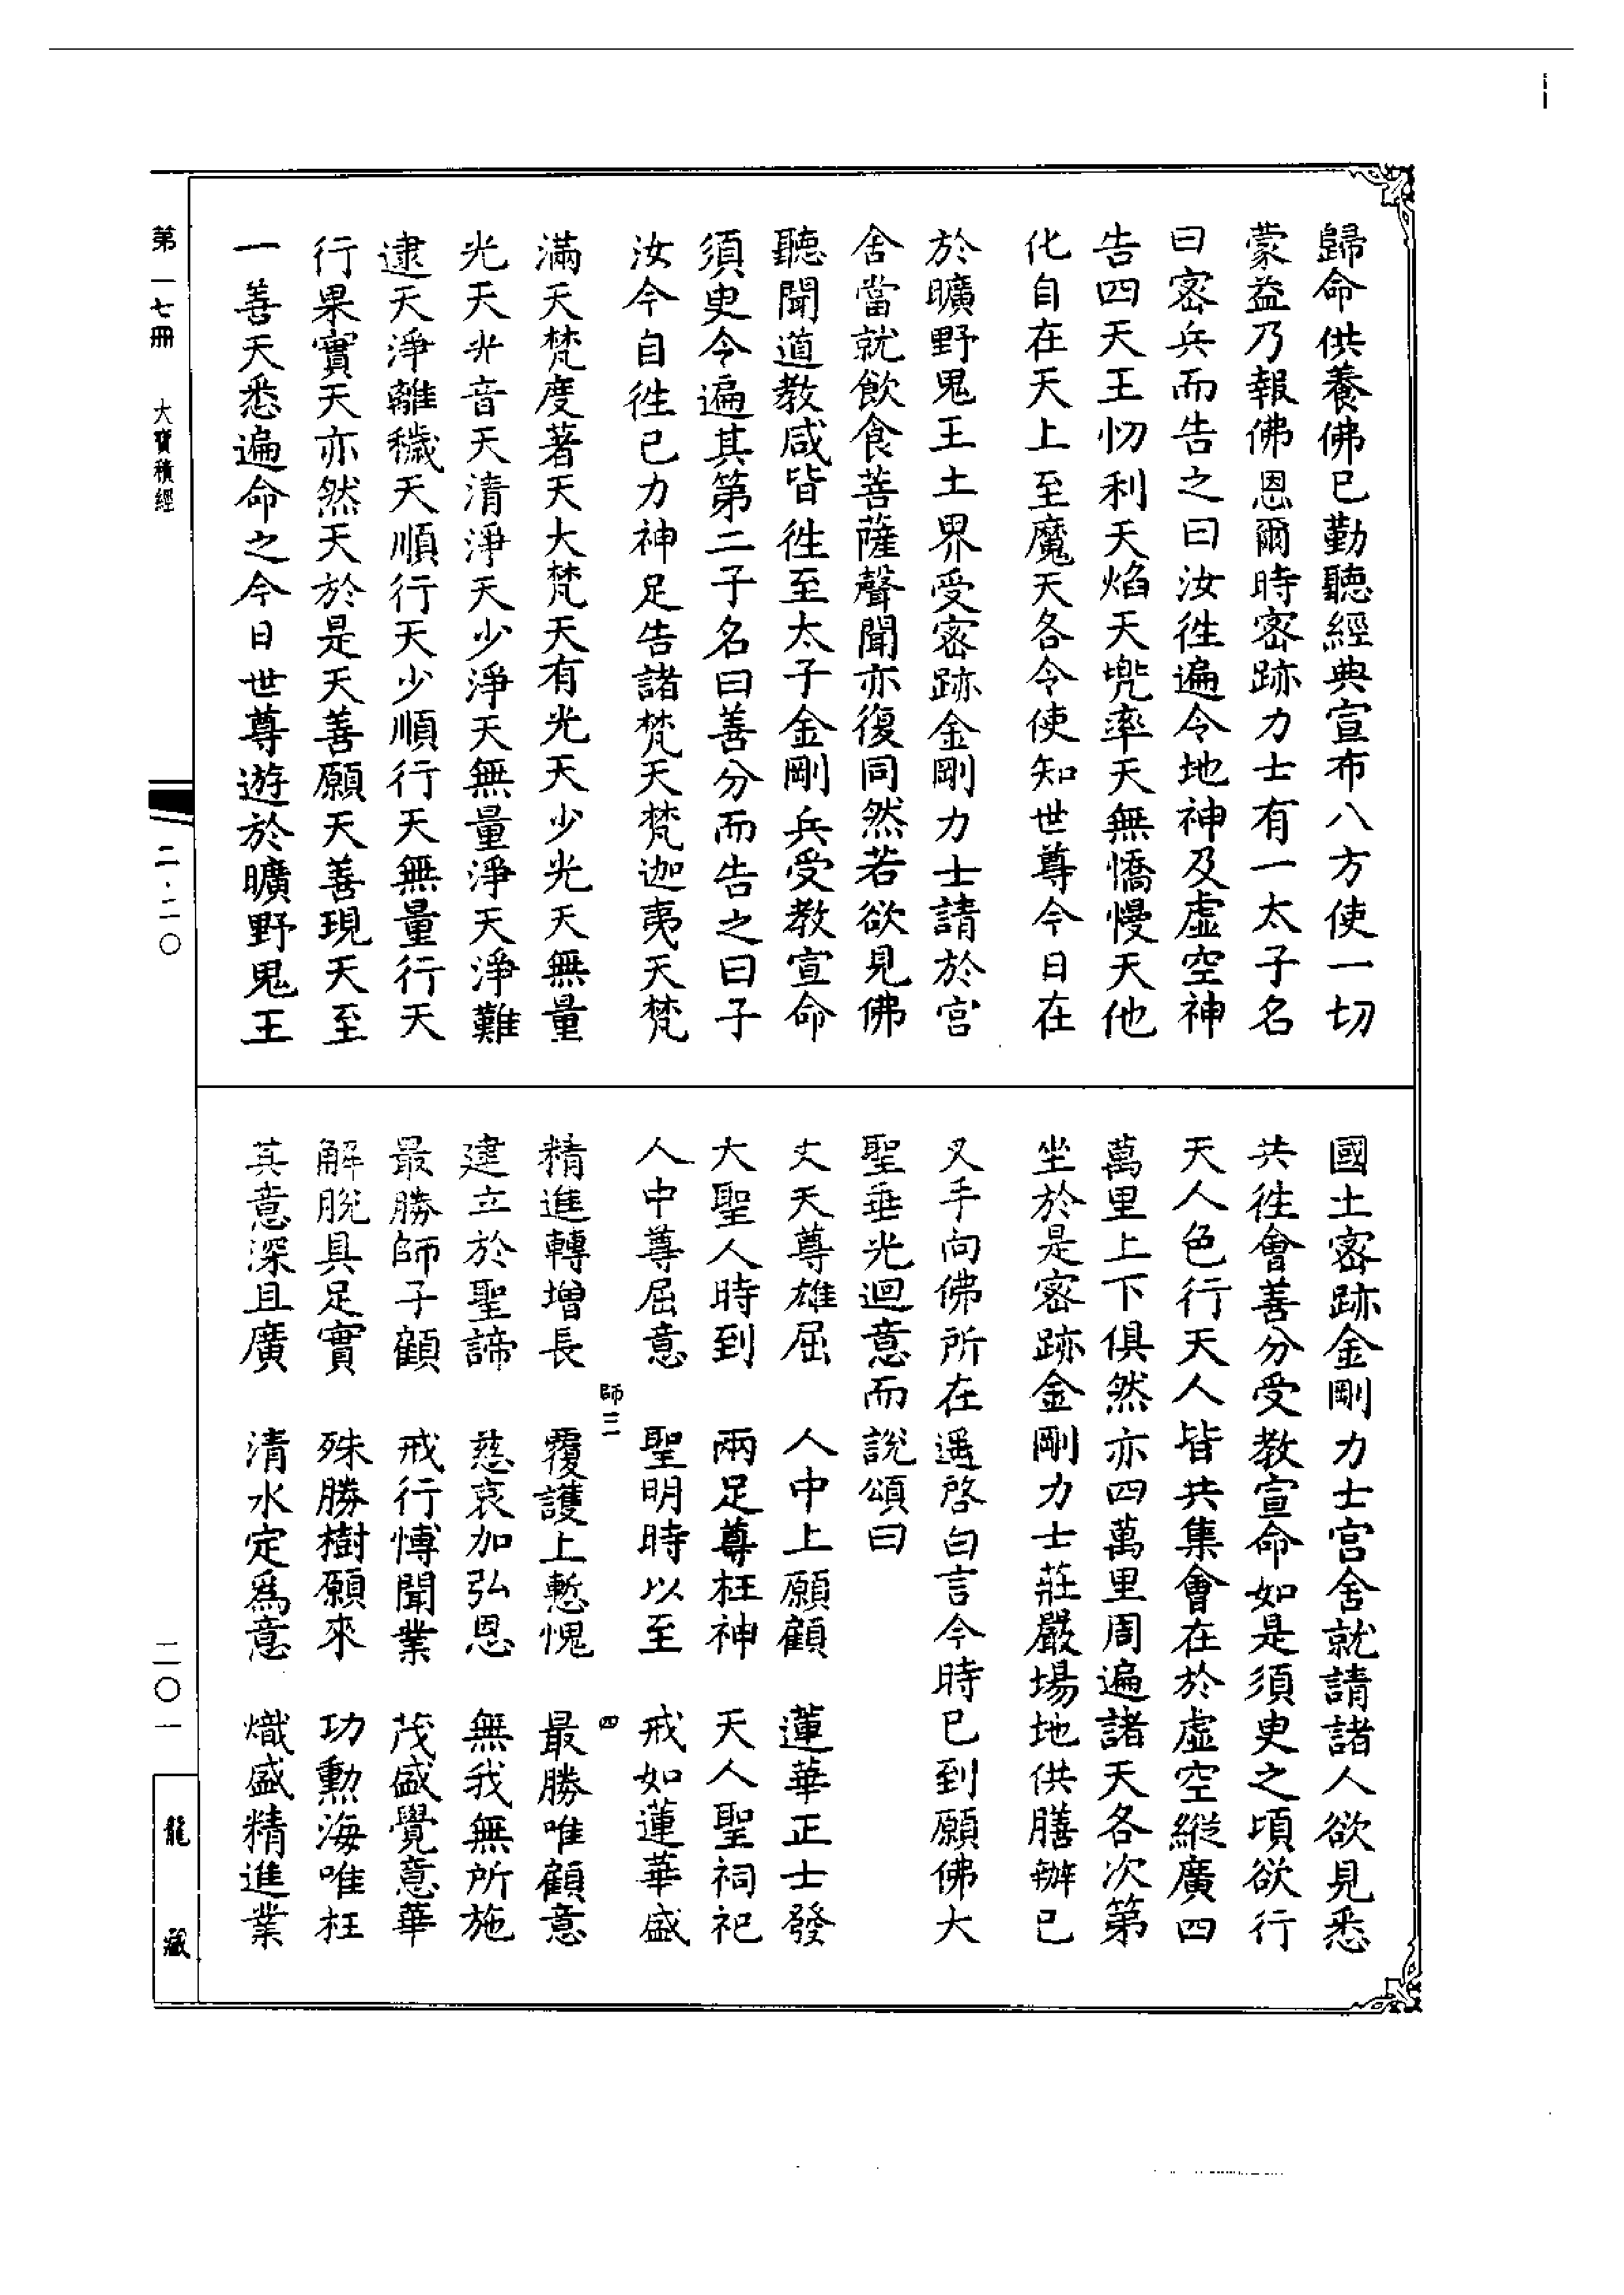 歸命供養佛已勤聽經典宣布八方使一切
蒙益乃報佛恩爾時密跡力士有一太子名
曰密兵而告之曰汝徃遍令地神及虛空神
告四天王忉利天焰天兠率天無憍慢天他
化自在天上至魔天各令使知世尊今日在
於曠野鬼王土界受密跡金剛力士請於宮
舍當就飲食菩薩聲聞亦復同然若欲見佛
聽聞道教咸皆徃至太子金剛兵受教宣命
須臾令遍其第二子名曰善分而告之曰子
汝今自徃已力神足告諸梵天梵迦夷天梵
滿天梵度著天大梵天有光天少光天無量
光天光音天清淨天少淨天無量淨天淨難
逮天淨離穢天順行天少順行天無量行天
行果實天亦然天於是天善願天善現天至
一善天悉遍命之今日世尊遊於曠野鬼王
國土密跡金剛力士宮舍就請諸人欲見悉
共徃會善分受教宣命如是須臾之頃欲行
天人色行天人皆共集會在於虛空縱廣四
萬里上下俱然亦四萬里周遍諸天各次第
坐於是密跡金剛力士莊嚴場地供膳辦已
叉手向佛所在遥啓白言今時已到願佛大
聖垂光迴意而說頌曰
丈夫尊雄屈　人中上願顧　蓮華正士發
大聖人時到　兩足尊枉神　天人聖祠祀
人中尊屈意　聖明時以至　戒如蓮華盛
師三　四
精進轉增長　覆護上慙愧　最勝唯顧意
建立於聖諦　慈哀加弘恩　無我無所施
最勝師子顧　戒行博聞業　茂盛覺意華
解脫具足實　殊勝樹願來　功勳海唯枉
其意深且廣　清水定爲意　熾盛精進業
第一七冊　大寶積經
二·二〇
二〇一
龍藏